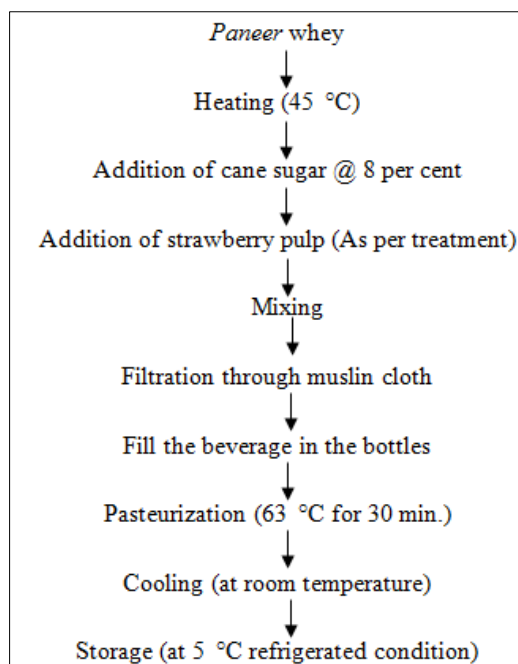 Paneer whey
Heating (45 °C)
Addition of cane sugar @ 8 per cent
Addition of strawberry pulp (As per treatment)
Mixing
Filtration through muslin cloth
Fill the beverage in the bottles
Pasteurization (63 °C for 30 min.)
Cooling (at room temperature)
Storage (at 5 °C refrigerated condition)